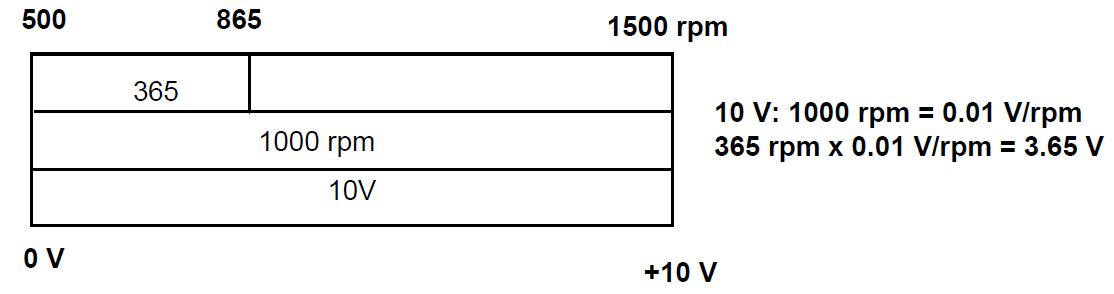 500
865
1500 rpm
365
1000 rpm
10V
0 V
+10 V
10 V: 1000 rpm = 0.01 V/rpm
365 rpm x 0.01 V/rpm = 3.65 V